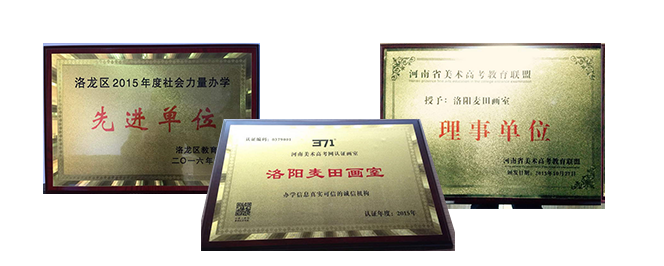 洛龙区2015年度社会力量办学
先进单位
洛龙区教育
二〇一六年
371
河南美术高考网认证画室
洛阳麦田画室
办学信息真实可信的诚信机构
认证年度：2015年
河南省美术高考教育联盟
授予：洛阳麦田画室
理事单位
河南省美术高考教育联盟